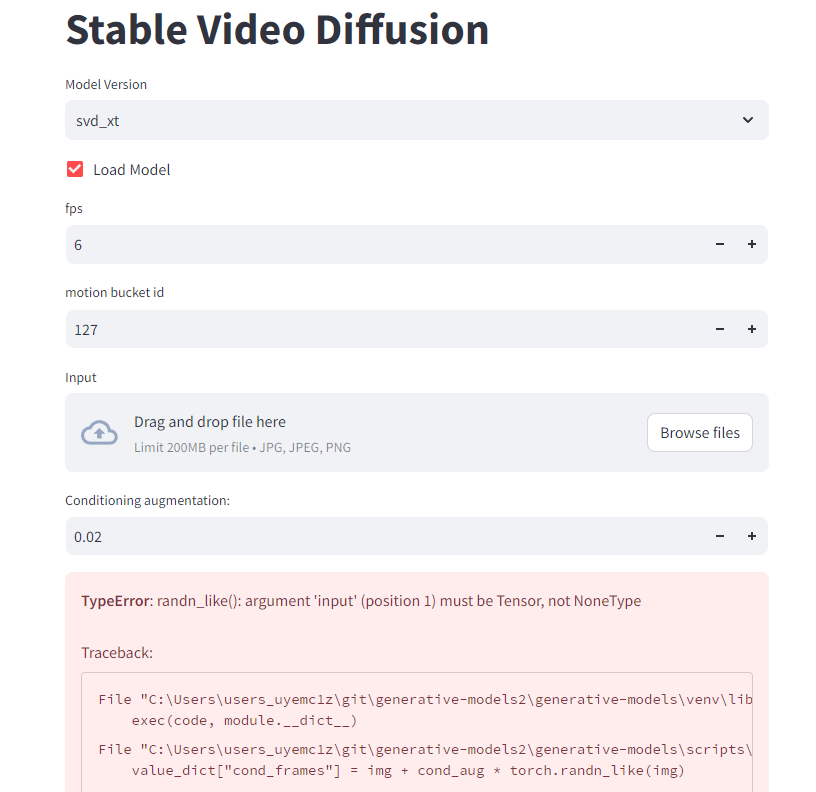 Stable Video Diffusion
Model Version
svd_xt
Load Model
fps
6
motion bucket id
127
Input
Drag and drop file here
Limit 200MB per file • JPG, JPEG, PNG
Browse files
Conditioning augmentation:
0.02
TypeError: randn_like(): argument 'input' (position 1) must be Tensor, not NoneType
Traceback:
File "C:\Users\users_uyemc1z\git\generative-models2\generative-models\venv\lib
exec(code, module.__dict__)
File "C:\Users\users_uyemc1z\git\generative-models2\generative-models\scripts\
value_dict["cond_frames"] = img + cond_aug * torch.randn_like(img)